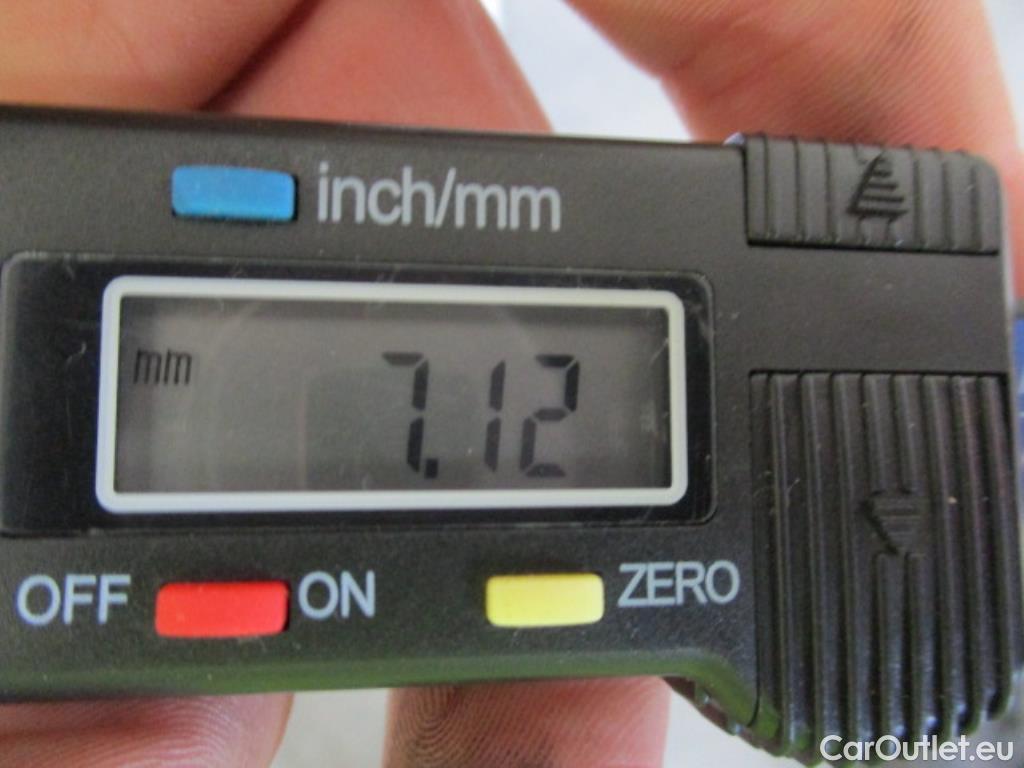 inch/mm
mm 7.12
OFF ON ZERO
CarOutlet.eu